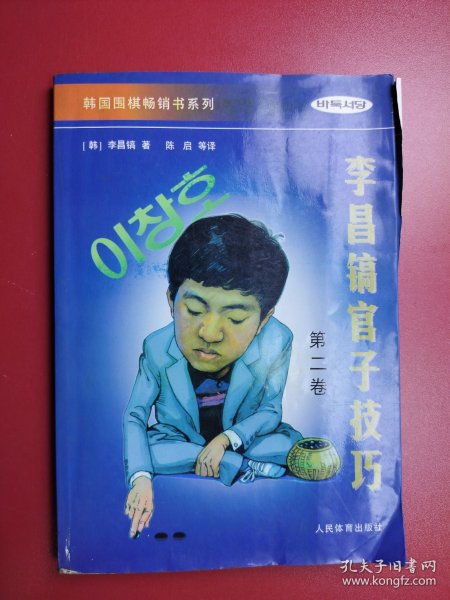 韩国围棋畅销书系列
바둑서당
[韩] 李昌镐 著 陈 启 等译
이창호
李昌镐官子技巧
第二卷
人民体育出版社
孔夫子旧书网
www.kongfz.com